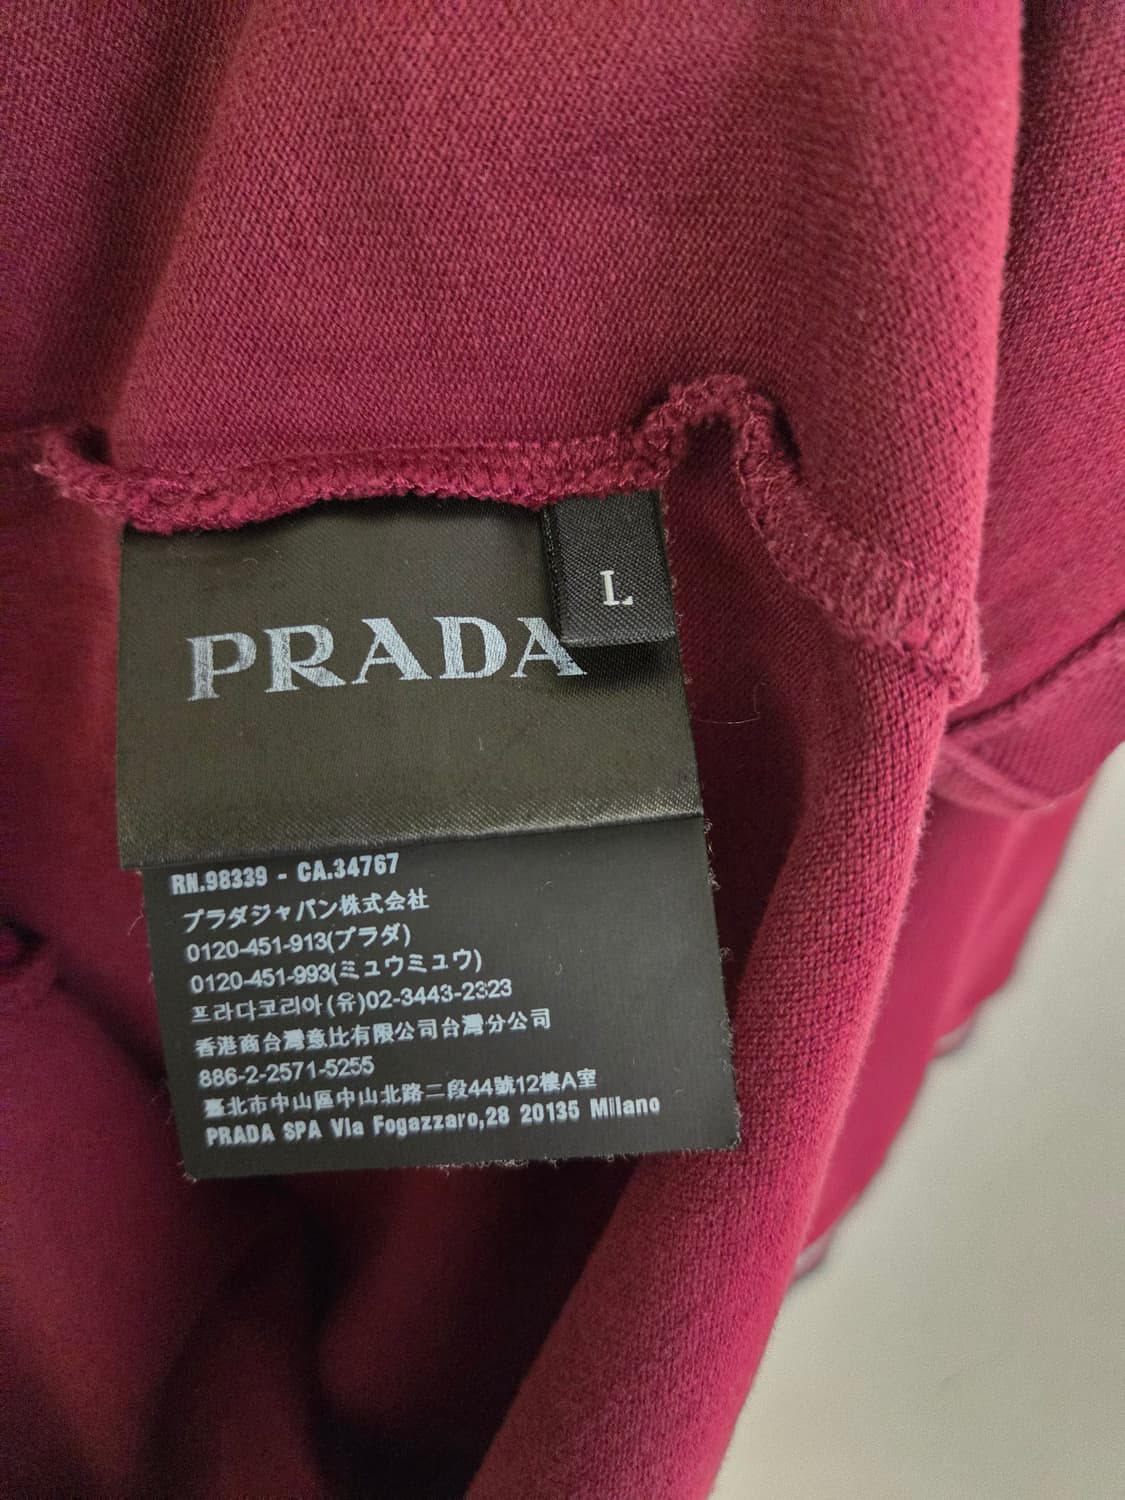 L
PRADA
RN.98339 - CA.34767
プラダジャパン株式会社
0120-451-913(プラダ)
0120-451-993(ミュウミュウ)
프라다코리아(유)02-3443-2323
香港商台灣意比有限公司台灣分公司
886-2-2571-5255
臺北市中山區中山北路二段44號12樓A室
PRADA SPA Via Fogazzaro,28 20135 Milano